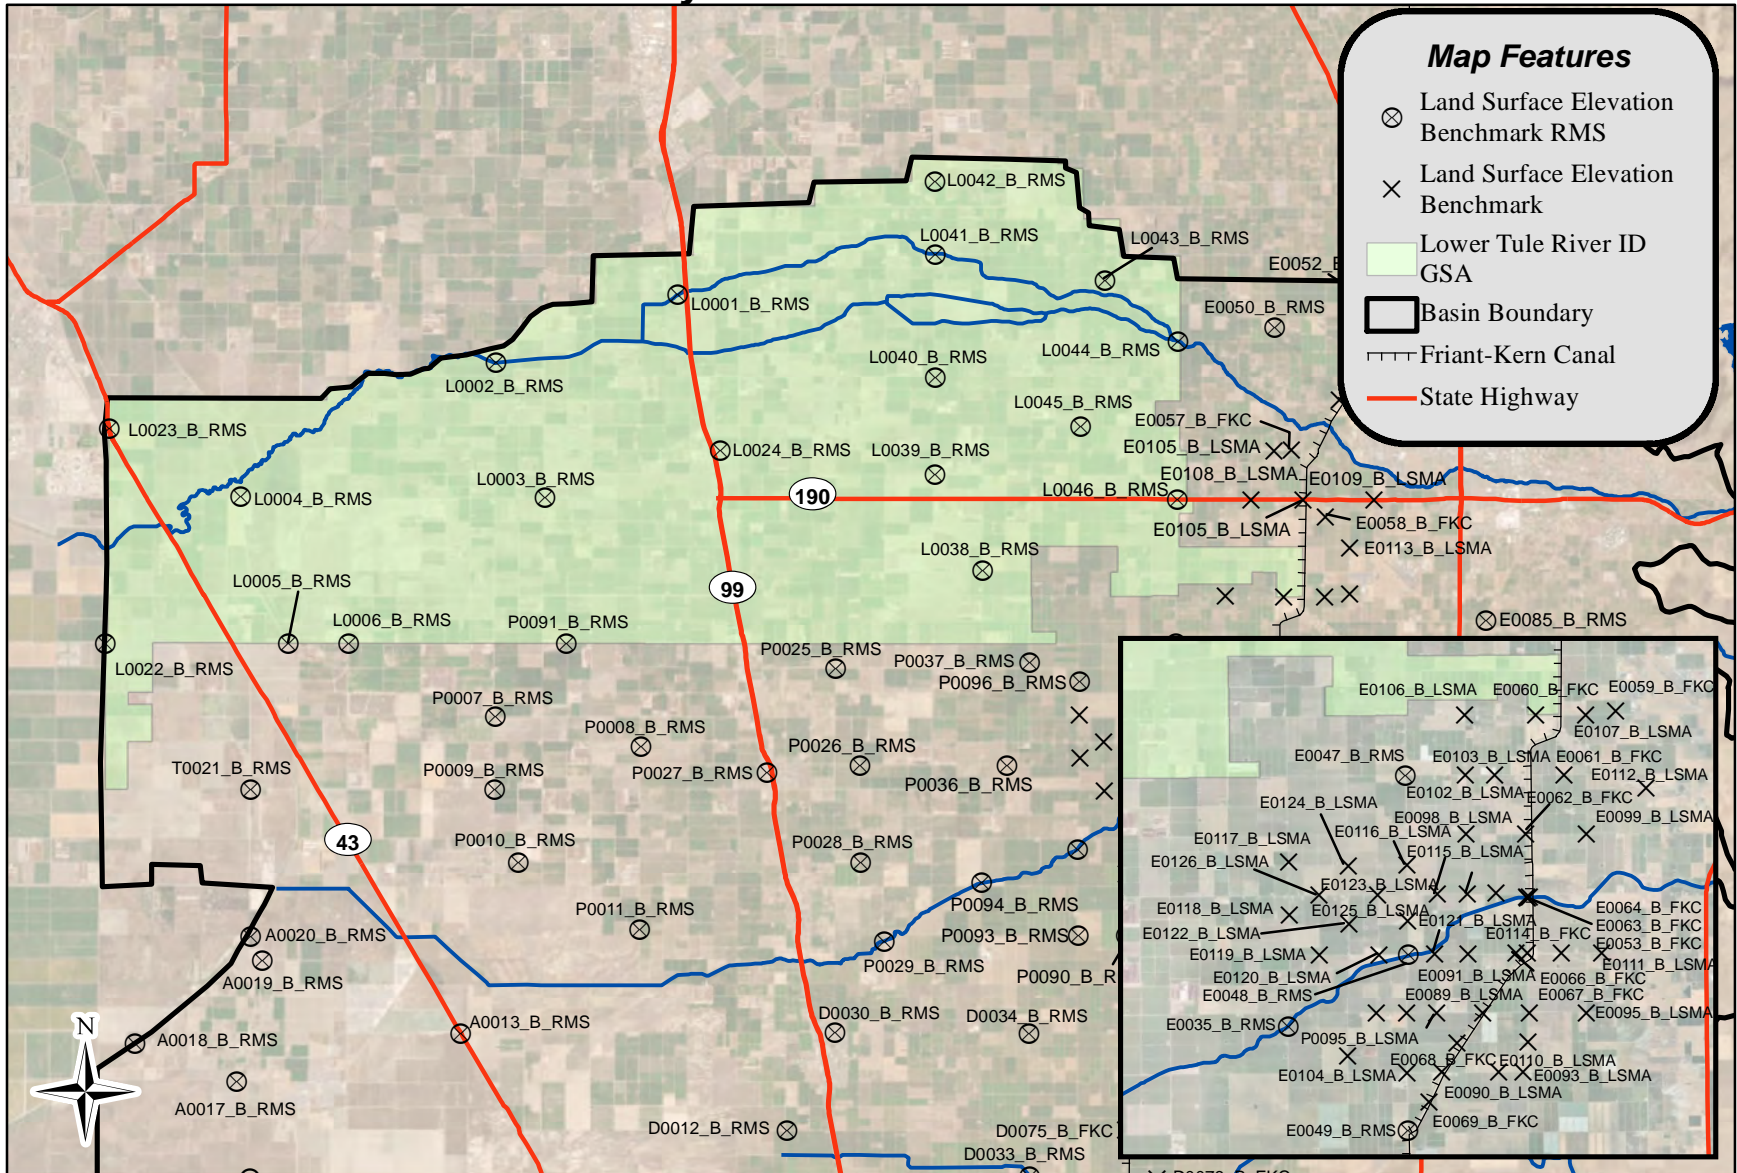 Map Features
Land Surface Elevation
Benchmark RMS
Land Surface Elevation
Benchmark
Lower Tule River ID
GSA
Basin Boundary
Friant-Kern Canal
State Highway
L0042_B_RMS
L0041_B_RMS
L0043_B_RMS
L0001_B_RMS
E0050_B_RMS
L0044_B_RMS
L0040_B_RMS
L0002_B_RMS
L0045_B_RMS
E0057_B_FKC
L0023_B_RMS
L0024_B_RMS
L0039_B_RMS
E0105_B_LSMA
L0003_B_RMS
L0004_B_RMS
E0108_B_LSMA
E0109_B_LSMA
L0046_B_RMS
190
E0105_B_LSMA
E0058_B_FKC
L0038_B_RMS
E0113_B_LSMA
L0005_B_RMS
99
L0006_B_RMS
P0091_B_RMS
E0085_B_RMS
L0022_B_RMS
P0025_B_RMS
P0037_B_RMS
P0096_B_RMS
P0007_B_RMS
P0008_B_RMS
P0026_B_RMS
T0021_B_RMS
P0009_B_RMS
P0027_B_RMS
P0036_B_RMS
43
P0010_B_RMS
P0028_B_RMS
P0011_B_RMS
P0094_B_RMS
A0020_B_RMS
P0093_B_RMS
P0029_B_RMS
A0019_B_RMS
P0090_B_R
D0030_B_RMS
D0034_B_RMS
A0013_B_RMS
A0018_B_RMS
A0017_B_RMS
D0012_B_RMS
D0075_B_FKC
D0033_B_RMS
N
E0106_B_LSMA
E0060_B_FKC
E0059_B_FKC
E0107_B_LSMA
E0047_B_RMS
E0103_B_LSMA
E0061_B_FKC
E0112_B_LSMA
E0102_B_LSMA
E0062_B_FKC
E0124_B_LSMA
E0098_B_LSMA
E0099_B_LSMA
E0117_B_LSMA
E0116_B_LSMA
E0115_B_LSMA
E0126_B_LSMA
E0123_B_LSMA
E0118_B_LSMA
E0125_B_LSMA
E0121_B_LSMA
E0064_B_FKC
E0063_B_FKC
E0122_B_LSMA
E0114_B_FKC
E0053_B_FKC
E0119_B_LSMA
E0111_B_LSMA
E0120_B_LSMA
E0091_B_LSMA
E0066_B_FKC
E0048_B_RMS
E0089_B_LSMA
E0067_B_FKC
E0095_B_LSMA
E0035_B_RMS
P0095_B_LSMA
E0068_B_FKC
E0110_B_LSMA
E0104_B_LSMA
E0093_B_LSMA
E0090_B_LSMA
E0069_B_FKC
E0049_B_RMS